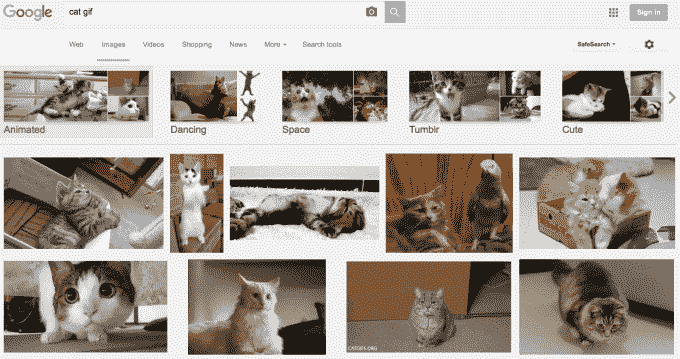 Google cat gif Sign in
Web Images Videos Shopping News More Search tools SafeSearch
Animated Dancing Space Tumblr Cute
CATGIFS.ORG